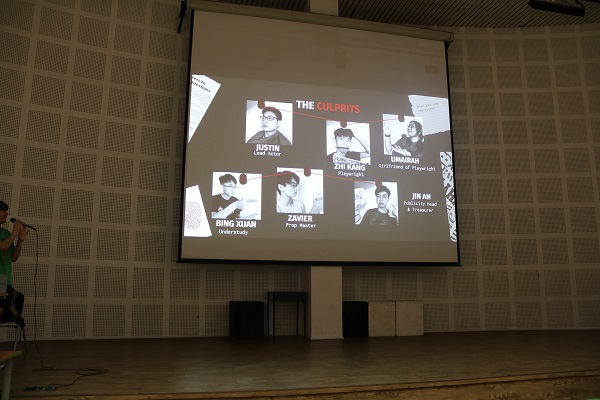 THE CULPRITS
JUSTIN
Lead Actor
ZHI KANG
Playwright
UMAIRAH
Girlfriend of Playwright
BING XUAN
Understudy
ZAVIER
Prop Master
JIN AN
Publicity Head
& Treasurer